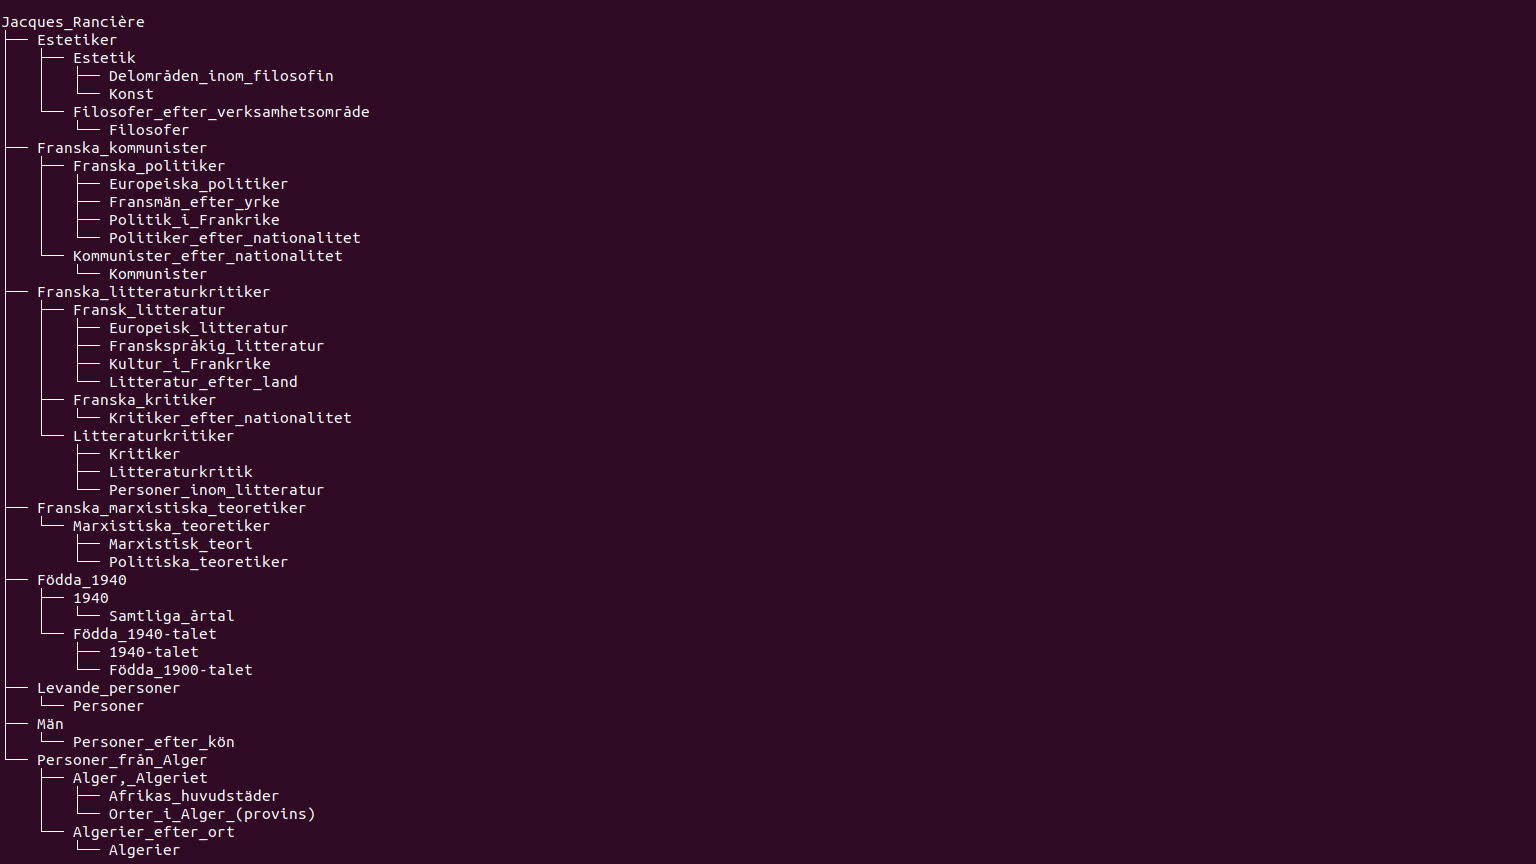 Jacques_Rancière
├── Estetiker
│   ├── Estetik
│   │   ├── Delområden_inom_filosofin
│   │   └── Konst
│   └── Filosofer_efter_verksamhetsområde
│       └── Filosofer
├── Franska_kommunister
│   ├── Franska_politiker
│   │   ├── Europeiska_politiker
│   │   ├── Fransmän_efter_yrke
│   │   ├── Politik_i_Frankrike
│   │   └── Politiker_efter_nationalitet
│   └── Kommunister_efter_nationalitet
│       └── Kommunister
├── Franska_litteraturkritiker
│   ├── Fransk_litteratur
│   │   ├── Europeisk_litteratur
│   │   ├── Franskspråkig_litteratur
│   │   ├── Kultur_i_Frankrike
│   │   └── Litteratur_efter_land
│   ├── Franska_kritiker
│   │   └── Kritiker_efter_nationalitet
│   └── Litteraturkritiker
│       ├── Kritiker
│       ├── Litteraturkritik
│       └── Personer_inom_litteratur
├── Franska_marxistiska_teoretiker
│   └── Marxistiska_teoretiker
│       ├── Marxistisk_teori
│       └── Politiska_teoretiker
├── Födda_1940
│   ├── 1940
│   │   └── Samtliga_årtal
│   └── Födda_1940-talet
│       ├── 1940-talet
│       └── Födda_1900-talet
├── Levande_personer
│   └── Personer
├── Män
│   └── Personer_efter_kön
└── Personer_från_Alger
    ├── Alger,_Algeriet
    │   ├── Afrikas_huvudstäder
    │   └── Orter_i_Alger_(provins)
    └── Algerier_efter_ort
        └── Algerier